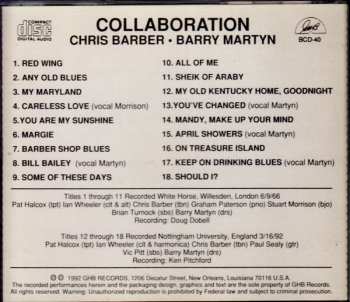 COMPACT
disc
DIGITAL AUDIO
COLLABORATION
CHRIS BARBER · BARRY MARTYN
GHB
BCD-40
1. RED WING
2. ANY OLD BLUES
3. MY MARYLAND
4. CARELESS LOVE (vocal Morrison)
5.YOU ARE MY SUNSHINE
6. MARGIE
7. BARBER SHOP BLUES
8. BILL BAILEY (vocal Martyn)
9. SOME OF THESE DAYS
10. ALL OF ME
11. SHEIK OF ARABY
12. MY OLD KENTUCKY HOME, GOODNIGHT
13.YOU'VE CHANGED (vocal Martyn)
14. MANDY, MAKE UP YOUR MIND
15. APRIL SHOWERS (vocal Martyn)
16. ON TREASURE ISLAND
17. KEEP ON DRINKING BLUES (vocal Martyn)
18. SHOULD I?
Titles 1 through 11 Recorded White Horse, Willesden, London 6/9/66
Pat Halcox (tpt) Ian Wheeler (clt & alt) Chris Barber (tbn) Graham Paterson (pno) Stuart Morrison (bjo)
Brian Turnock (sbs) Barry Martyn (drs)
Recording: Doug Dobell
Titles 12 through 18 Recorded Nottingham University, England 3/16/92
Pat Halcox (tpt) Ian Wheeler (clt & harmonica) Chris Barber (tbn) Paul Sealy (gtr)
Vic Pitt (sbs) Barry Martyn (drs)
Recording: Ken Pitchford
© ℗ 1992 GHB RECORDS, 1206 Decatur Street, New Orleans, Louisiana 70116 U.S.A.
The recorded performances herein and the packaging design, graphics and text are the sole property of GHB Records.
All rights reserved. Warning: Unauthorized reproduction is prohibited by Federal law and subject to criminal prosecution.